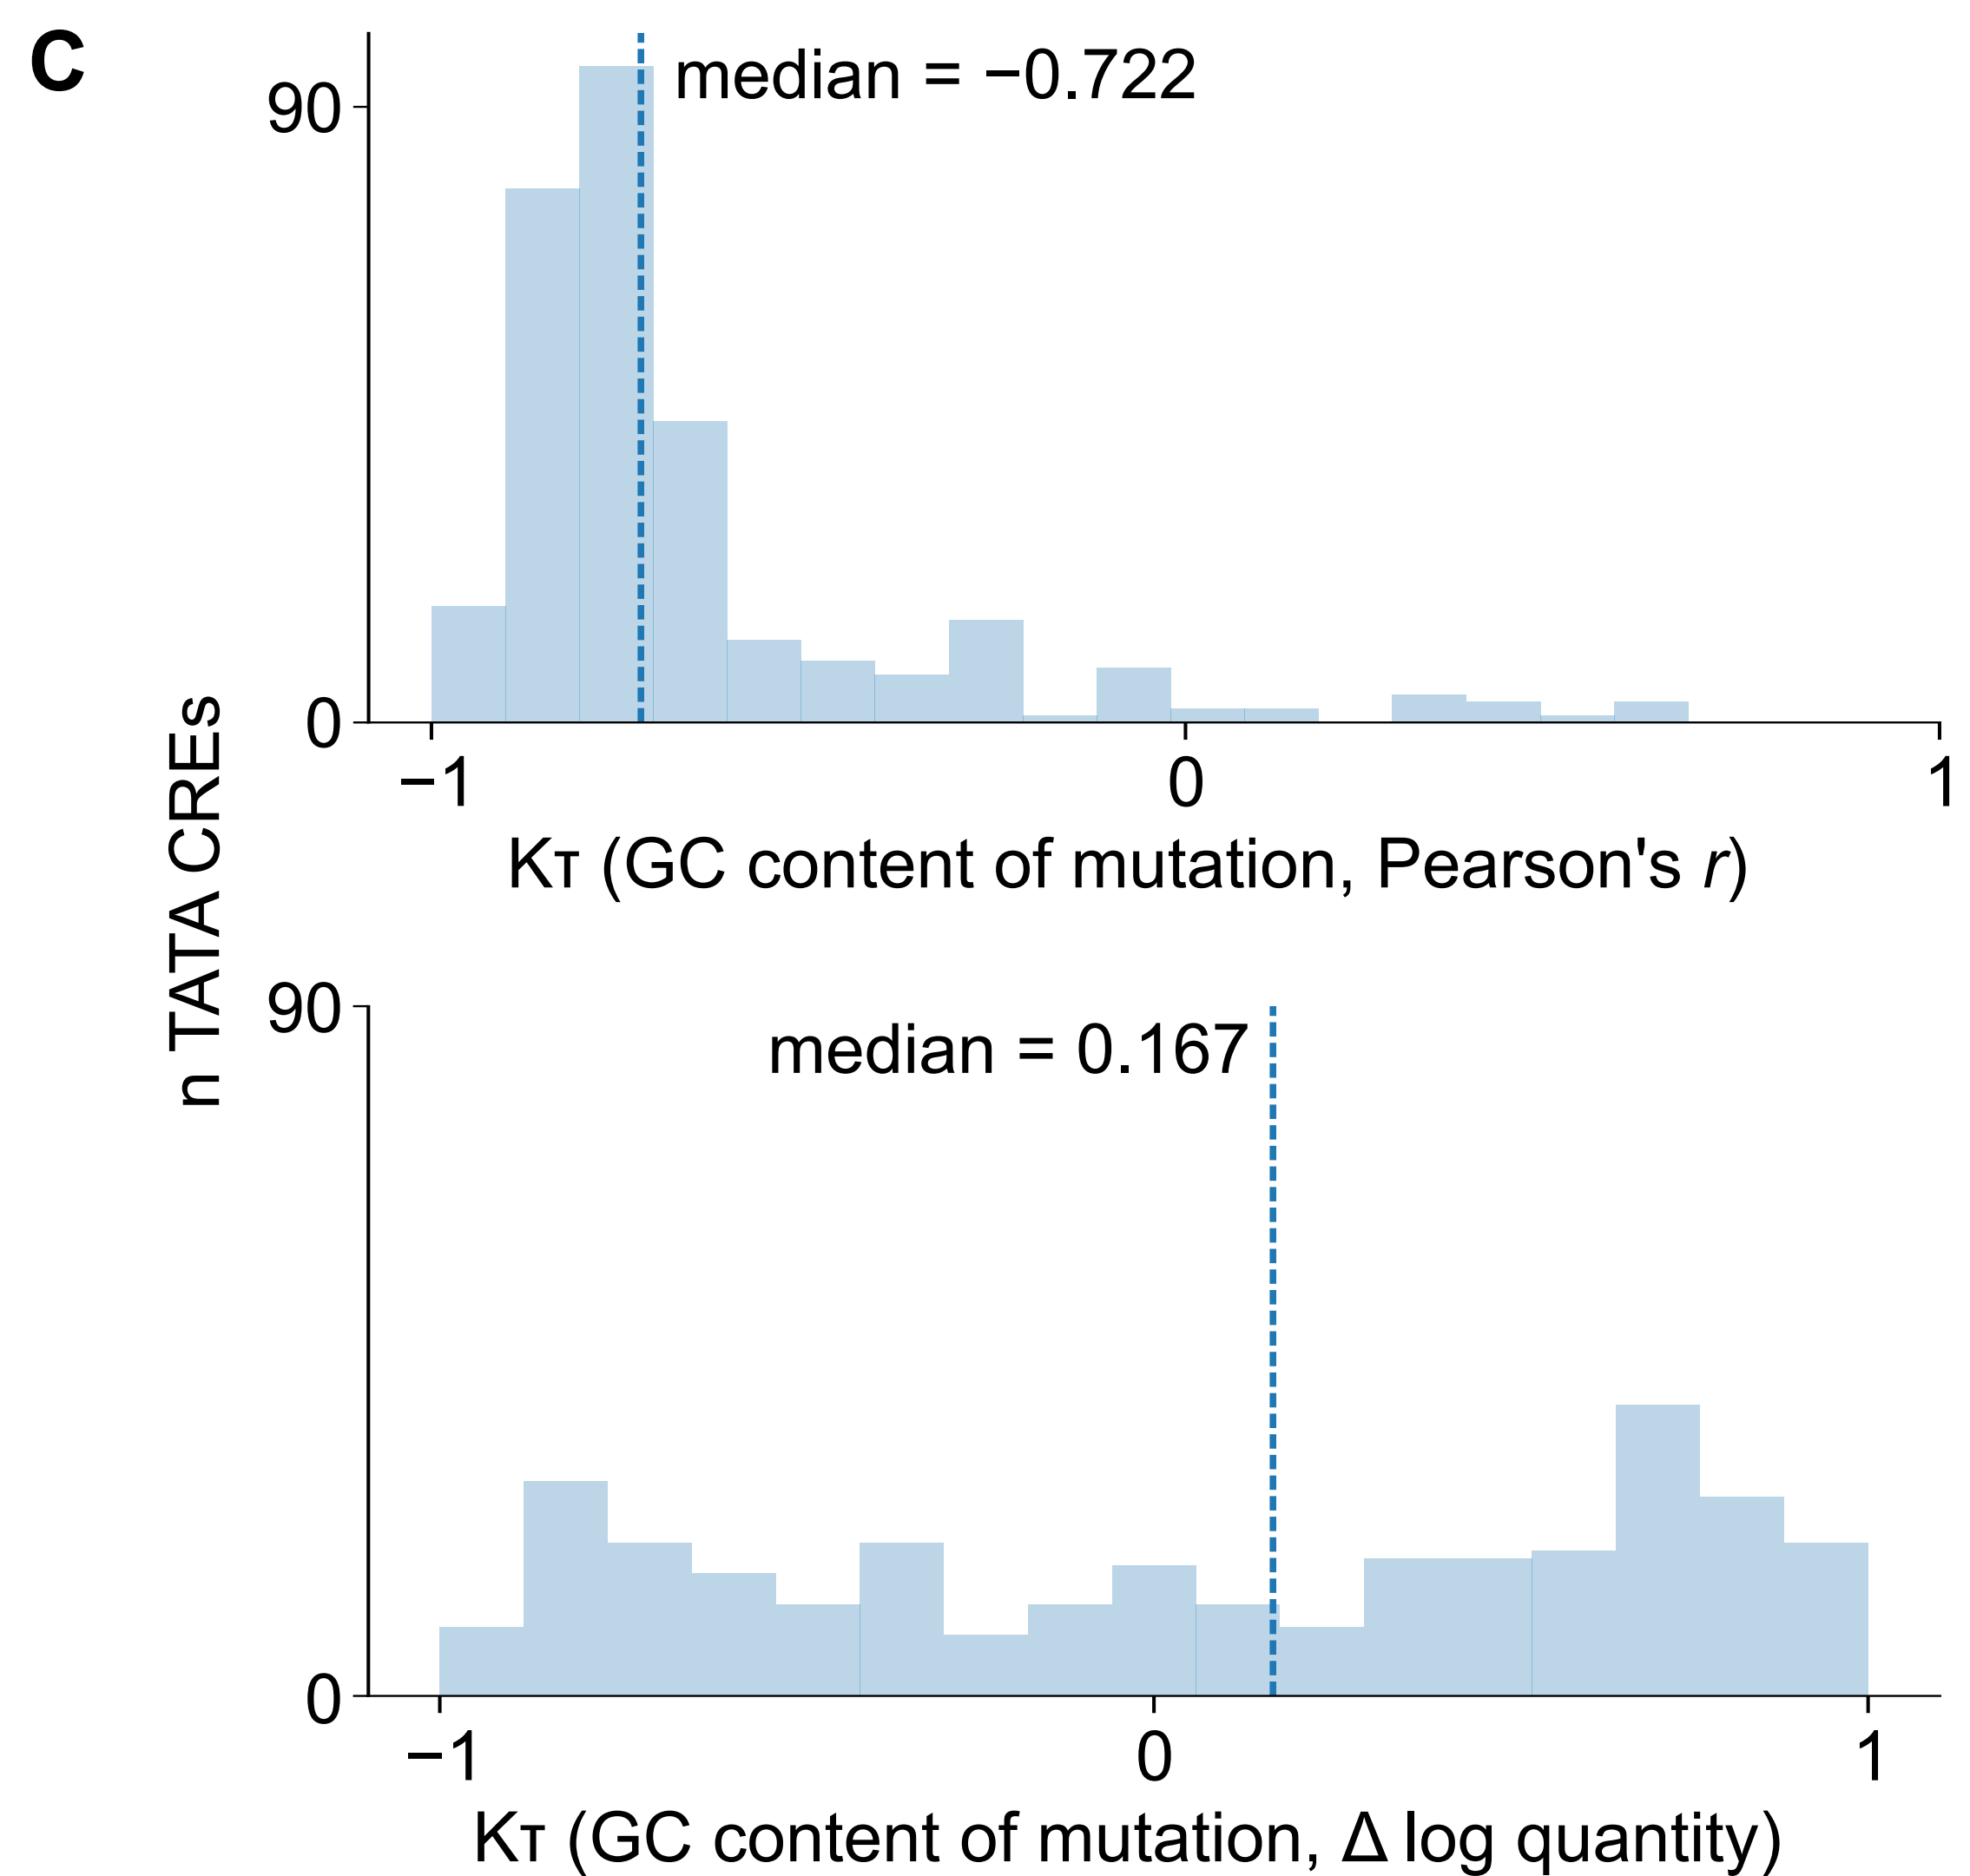 C
n TATA CREs
90
median = −0.722
0
−1 0 1
Kτ (GC content of mutation, Pearson's r)
90
median = 0.167
0
−1 0 1
Kτ (GC content of mutation, Δ log quantity)